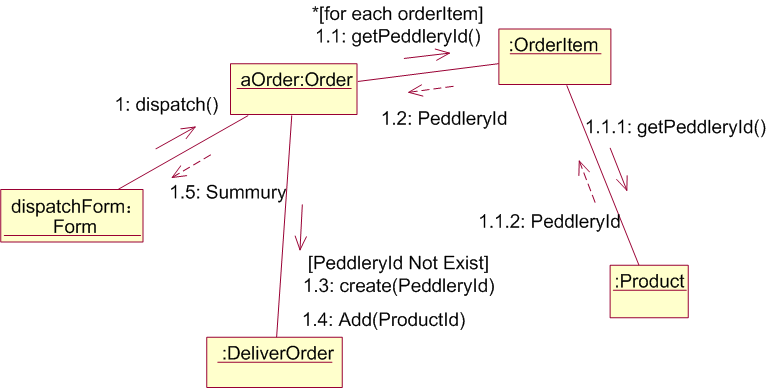 *[for each orderItem]
1.1: getPeddleryId()
:OrderItem
aOrder:Order
1: dispatch()
1.2: PeddleryId
1.1.1: getPeddleryId()
1.5: Summury
dispatchForm：
Form
1.1.2: PeddleryId
[PeddleryId Not Exist]
1.3: create(PeddleryId)
:Product
1.4: Add(ProductId)
:DeliverOrder